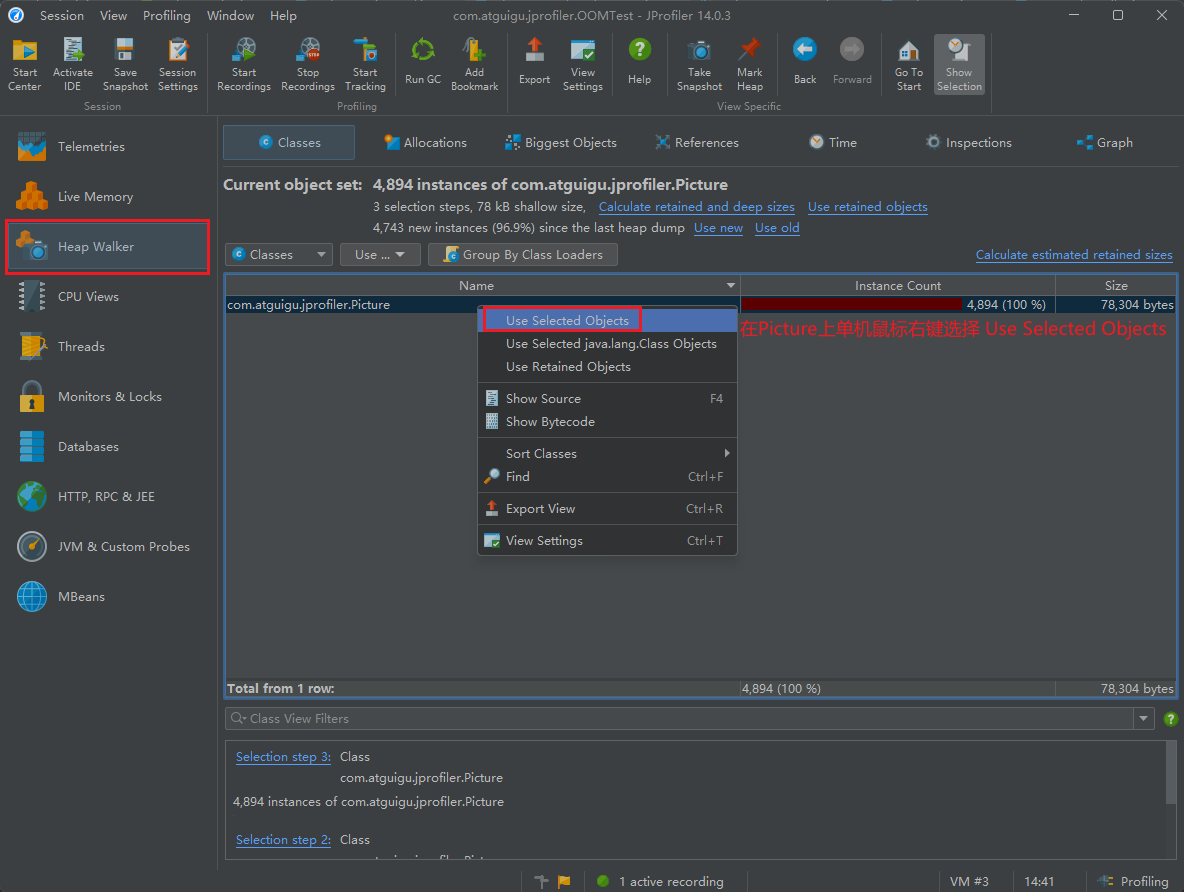 Session View Profiling Window Help com.atguigu.jprofiler.OOMTest - JProfiler 14.0.3
Start Center
Activate IDE
Save Snapshot
Session Settings
Start Recordings
Stop Recordings
Start Tracking
Run GC
Add Bookmark
Export
View Settings
Help
Take Snapshot
Mark Heap
Back
Forward
Go To Start
Show Selection
Session Profiling View Specific
Telemetries
Live Memory
Heap Walker
CPU Views
Threads
Monitors & Locks
Databases
HTTP, RPC & JEE
JVM & Custom Probes
MBeans
Classes Allocations Biggest Objects References Time Inspections Graph
Current object set: 4,894 instances of com.atguigu.jprofiler.Picture
3 selection steps, 78 kB shallow size, Calculate retained and deep sizes Use retained objects
4,743 new instances (96.9%) since the last heap dump Use new Use old
Classes Use ... Group By Class Loaders Calculate estimated retained sizes
Name Instance Count Size
com.atguigu.jprofiler.Picture 4,894 (100 %) 78,304 bytes
Use Selected Objects
在Picture上单机鼠标右键选择 Use Selected Objects
Use Selected java.lang.Class Objects
Use Retained Objects
Show Source F4
Show Bytecode
Sort Classes
Find Ctrl+F
Export View Ctrl+R
View Settings Ctrl+T
Total from 1 row: 4,894 (100 %) 78,304 bytes
Class View Filters
?
Selection step 3: Class
com.atguigu.jprofiler.Picture
4,894 instances of com.atguigu.jprofiler.Picture
Selection step 2: Class
1 active recording VM #3 14:41 Profiling